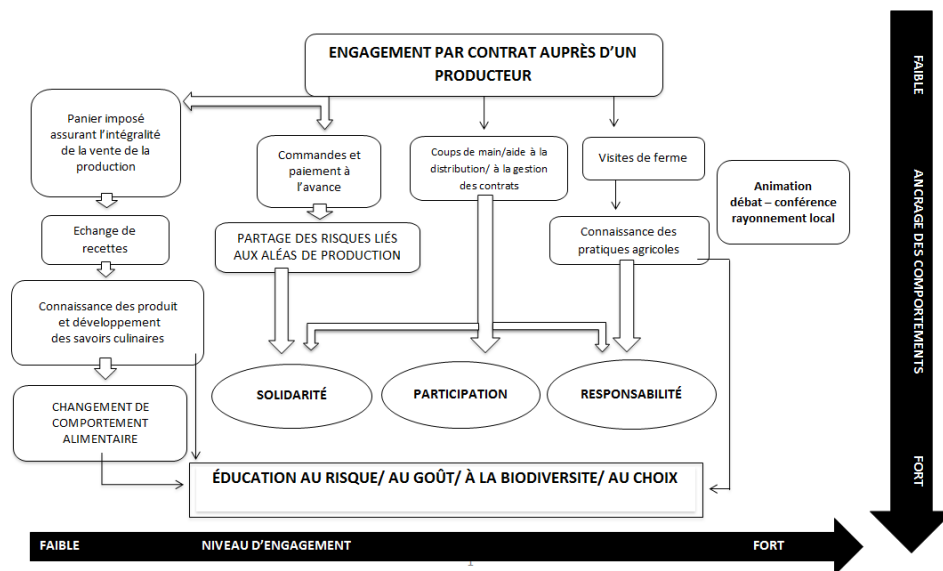 ENGAGEMENT PAR CONTRAT AUPRÈS D'UN
PRODUCTEUR
Panier imposé
assurant l'intégralité
de la vente de la
production
Commandes et
paiement à
l'avance
Coups de main/aide à la
distribution/ à la gestion
des contrats
Visites de ferme
Animation
débat – conférence
rayonnement local
Echange de
recettes
PARTAGE DES RISQUES LIÉS
AUX ALÉAS DE PRODUCTION
Connaissance des
pratiques agricoles
Connaissance des produit
et développement
des savoirs culinaires
SOLIDARITÉ
PARTICIPATION
RESPONSABILITÉ
CHANGEMENT DE
COMPORTEMENT
ALIMENTAIRE
ÉDUCATION AU RISQUE/ AU GOÛT/ À LA BIODIVERSITE/ AU CHOIX
FAIBLE NIVEAU D'ENGAGEMENT FORT
FAIBLE ANCRAGE DES COMPORTEMENTS FORT